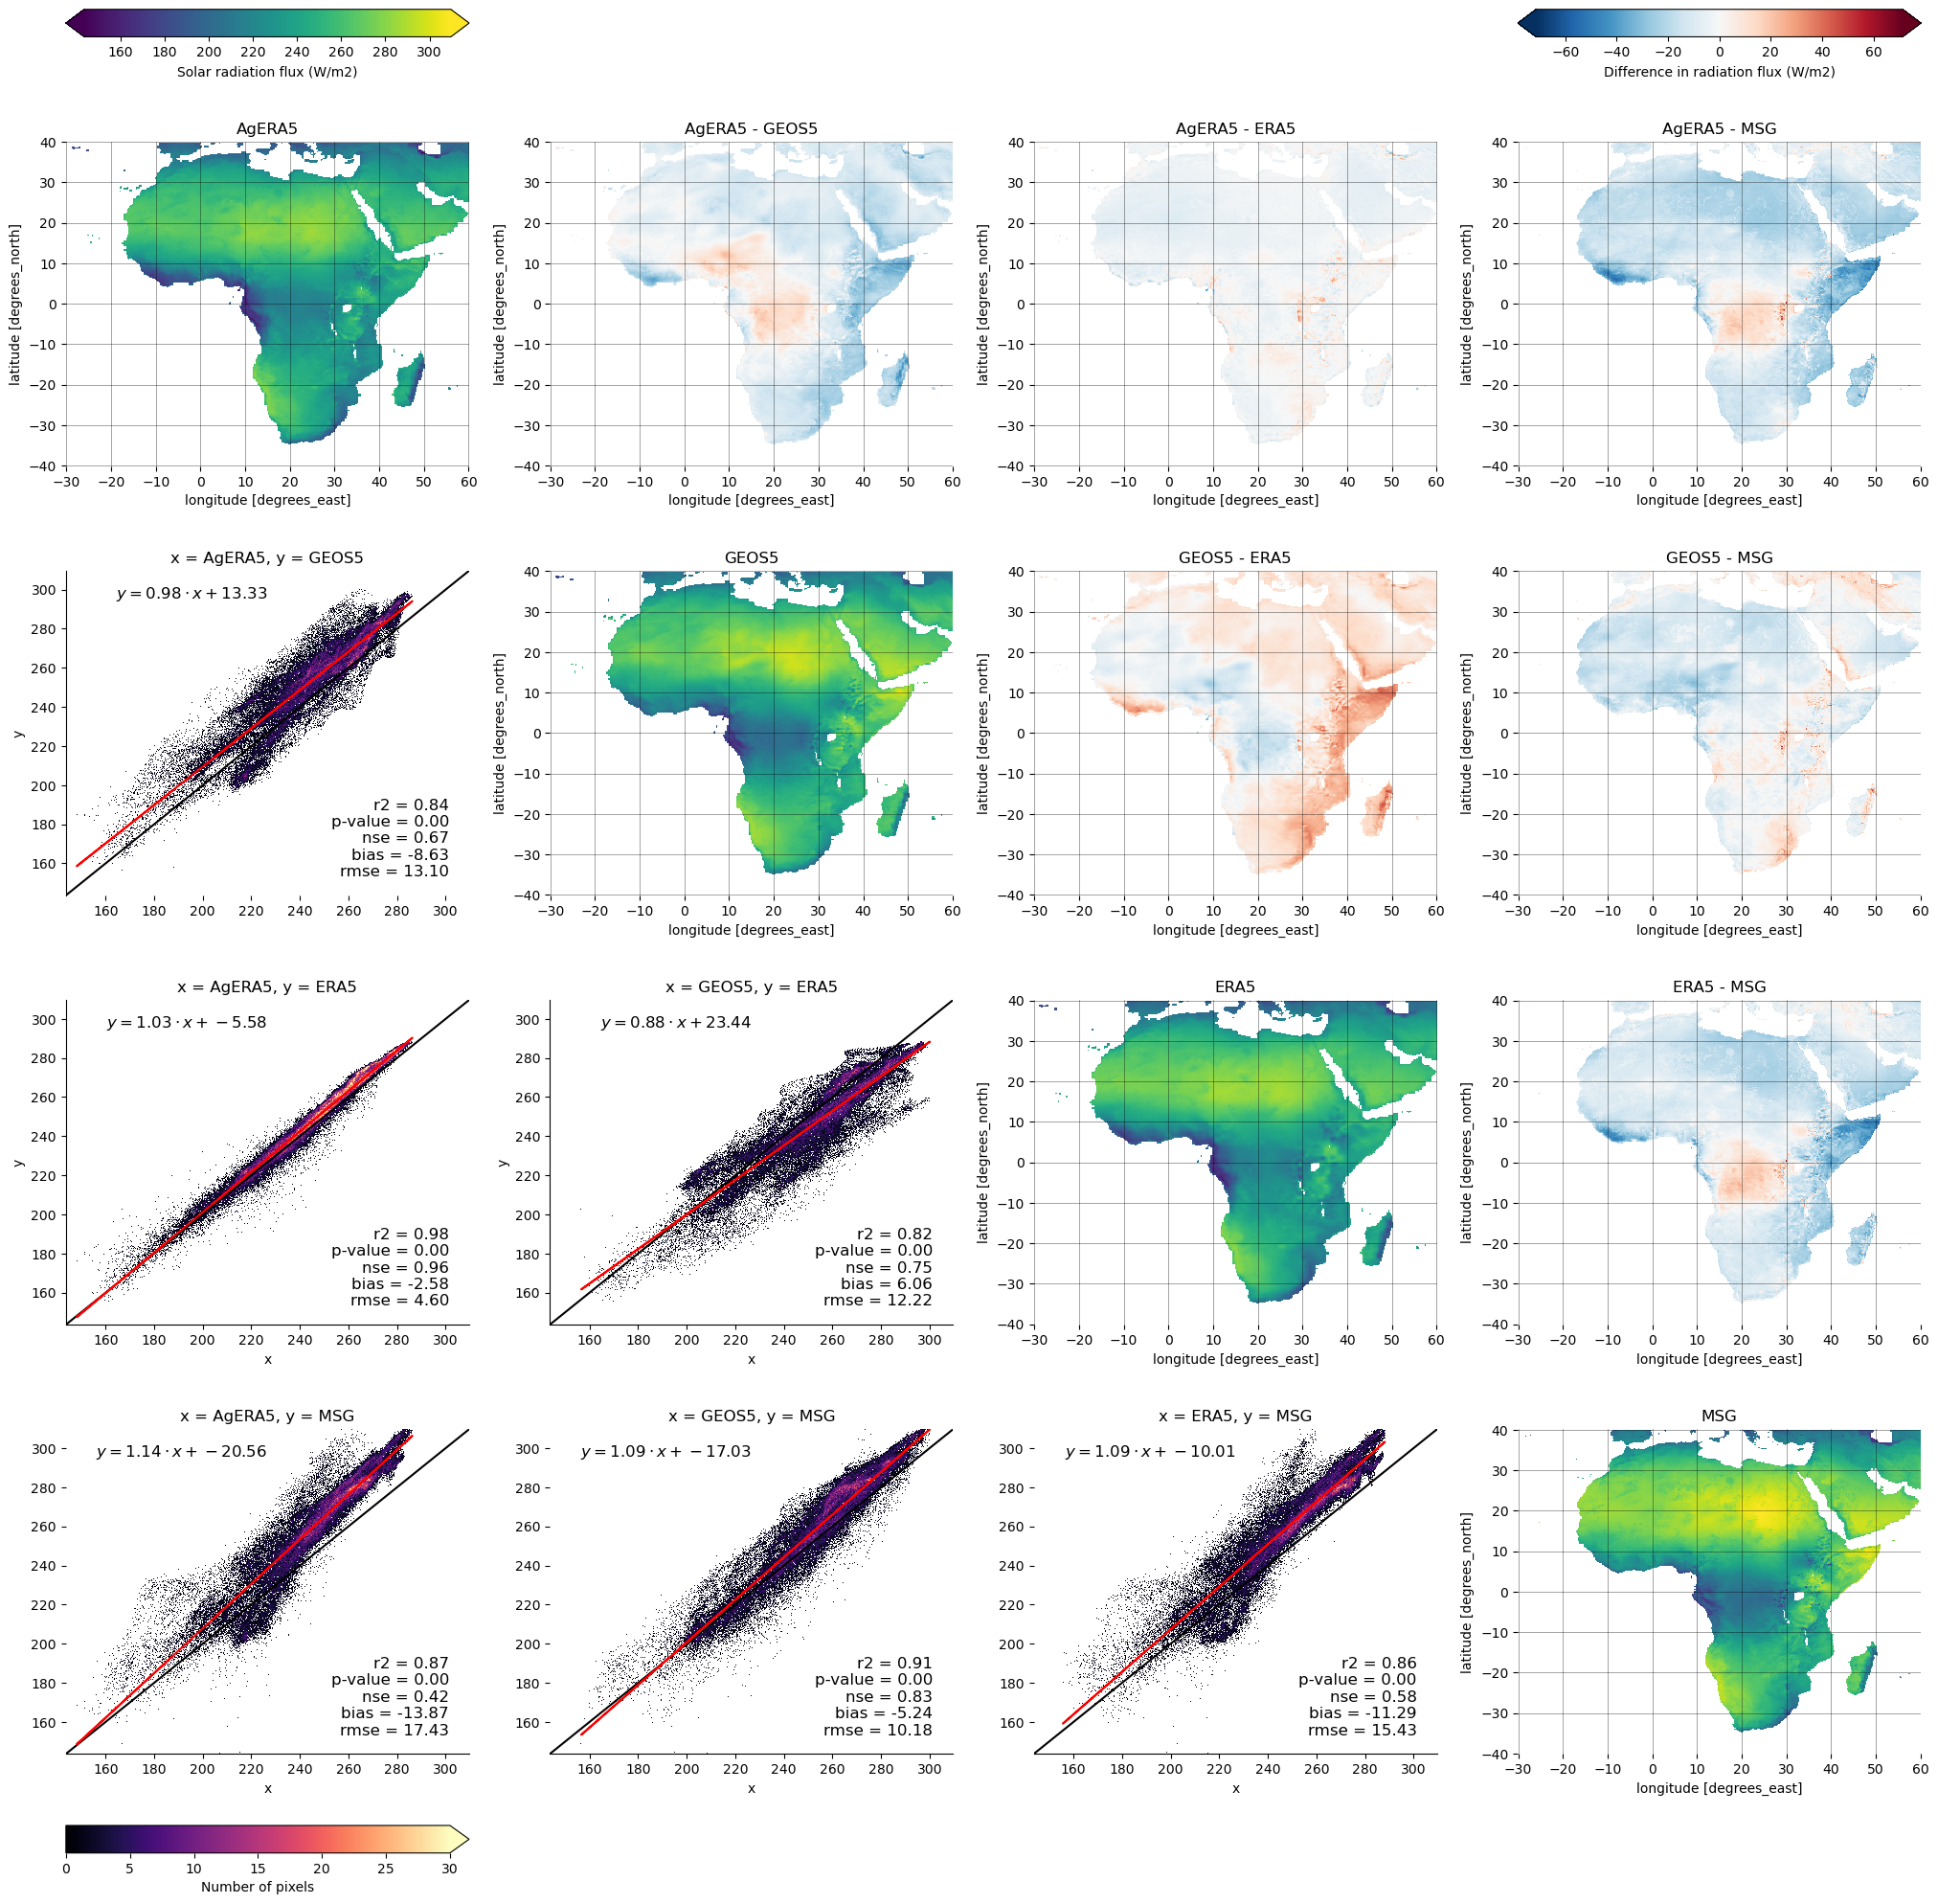 160 180 200 220 240 260 280 300
Solar radiation flux (W/m2)
−60 −40 −20 0 20 40 60
Difference in radiation flux (W/m2)
AgERA5
40
30
20
10
0
−10
−20
−30
−40
latitude [degrees_north]
−30 −20 −10 0 10 20 30 40 50 60
longitude [degrees_east]
AgERA5 - GEOS5
40
30
20
10
0
−10
−20
−30
−40
latitude [degrees_north]
−30 −20 −10 0 10 20 30 40 50 60
longitude [degrees_east]
AgERA5 - ERA5
40
30
20
10
0
−10
−20
−30
−40
latitude [degrees_north]
−30 −20 −10 0 10 20 30 40 50 60
longitude [degrees_east]
AgERA5 - MSG
40
30
20
10
0
−10
−20
−30
−40
latitude [degrees_north]
−30 −20 −10 0 10 20 30 40 50 60
longitude [degrees_east]
x = AgERA5, y = GEOS5
y = 0.98 · x + 13.33
300
280
260
240
220
200
180
160
y
r2 = 0.84
p-value = 0.00
nse = 0.67
bias = -8.63
rmse = 13.10
160 180 200 220 240 260 280 300
GEOS5
40
30
20
10
0
−10
−20
−30
−40
latitude [degrees_north]
−30 −20 −10 0 10 20 30 40 50 60
longitude [degrees_east]
GEOS5 - ERA5
40
30
20
10
0
−10
−20
−30
−40
latitude [degrees_north]
−30 −20 −10 0 10 20 30 40 50 60
longitude [degrees_east]
GEOS5 - MSG
40
30
20
10
0
−10
−20
−30
−40
latitude [degrees_north]
−30 −20 −10 0 10 20 30 40 50 60
longitude [degrees_east]
x = AgERA5, y = ERA5
y = 1.03 · x + −5.58
300
280
260
240
220
200
180
160
y
r2 = 0.98
p-value = 0.00
nse = 0.96
bias = -2.58
rmse = 4.60
160 180 200 220 240 260 280 300
x
x = GEOS5, y = ERA5
y = 0.88 · x + 23.44
300
280
260
240
220
200
180
160
y
r2 = 0.82
p-value = 0.00
nse = 0.75
bias = 6.06
rmse = 12.22
160 180 200 220 240 260 280 300
x
ERA5
40
30
20
10
0
−10
−20
−30
−40
latitude [degrees_north]
−30 −20 −10 0 10 20 30 40 50 60
longitude [degrees_east]
ERA5 - MSG
40
30
20
10
0
−10
−20
−30
−40
latitude [degrees_north]
−30 −20 −10 0 10 20 30 40 50 60
longitude [degrees_east]
x = AgERA5, y = MSG
y = 1.14 · x + −20.56
300
280
260
240
220
200
180
160
r2 = 0.87
p-value = 0.00
nse = 0.42
bias = -13.87
rmse = 17.43
160 180 200 220 240 260 280 300
x
x = GEOS5, y = MSG
y = 1.09 · x + −17.03
300
280
260
240
220
200
180
160
r2 = 0.91
p-value = 0.00
nse = 0.83
bias = -5.24
rmse = 10.18
160 180 200 220 240 260 280 300
x
x = ERA5, y = MSG
y = 1.09 · x + −10.01
300
280
260
240
220
200
180
160
r2 = 0.86
p-value = 0.00
nse = 0.58
bias = -11.29
rmse = 15.43
160 180 200 220 240 260 280 300
x
MSG
40
30
20
10
0
−10
−20
−30
−40
latitude [degrees_north]
−30 −20 −10 0 10 20 30 40 50 60
longitude [degrees_east]
0 5 10 15 20 25 30
Number of pixels